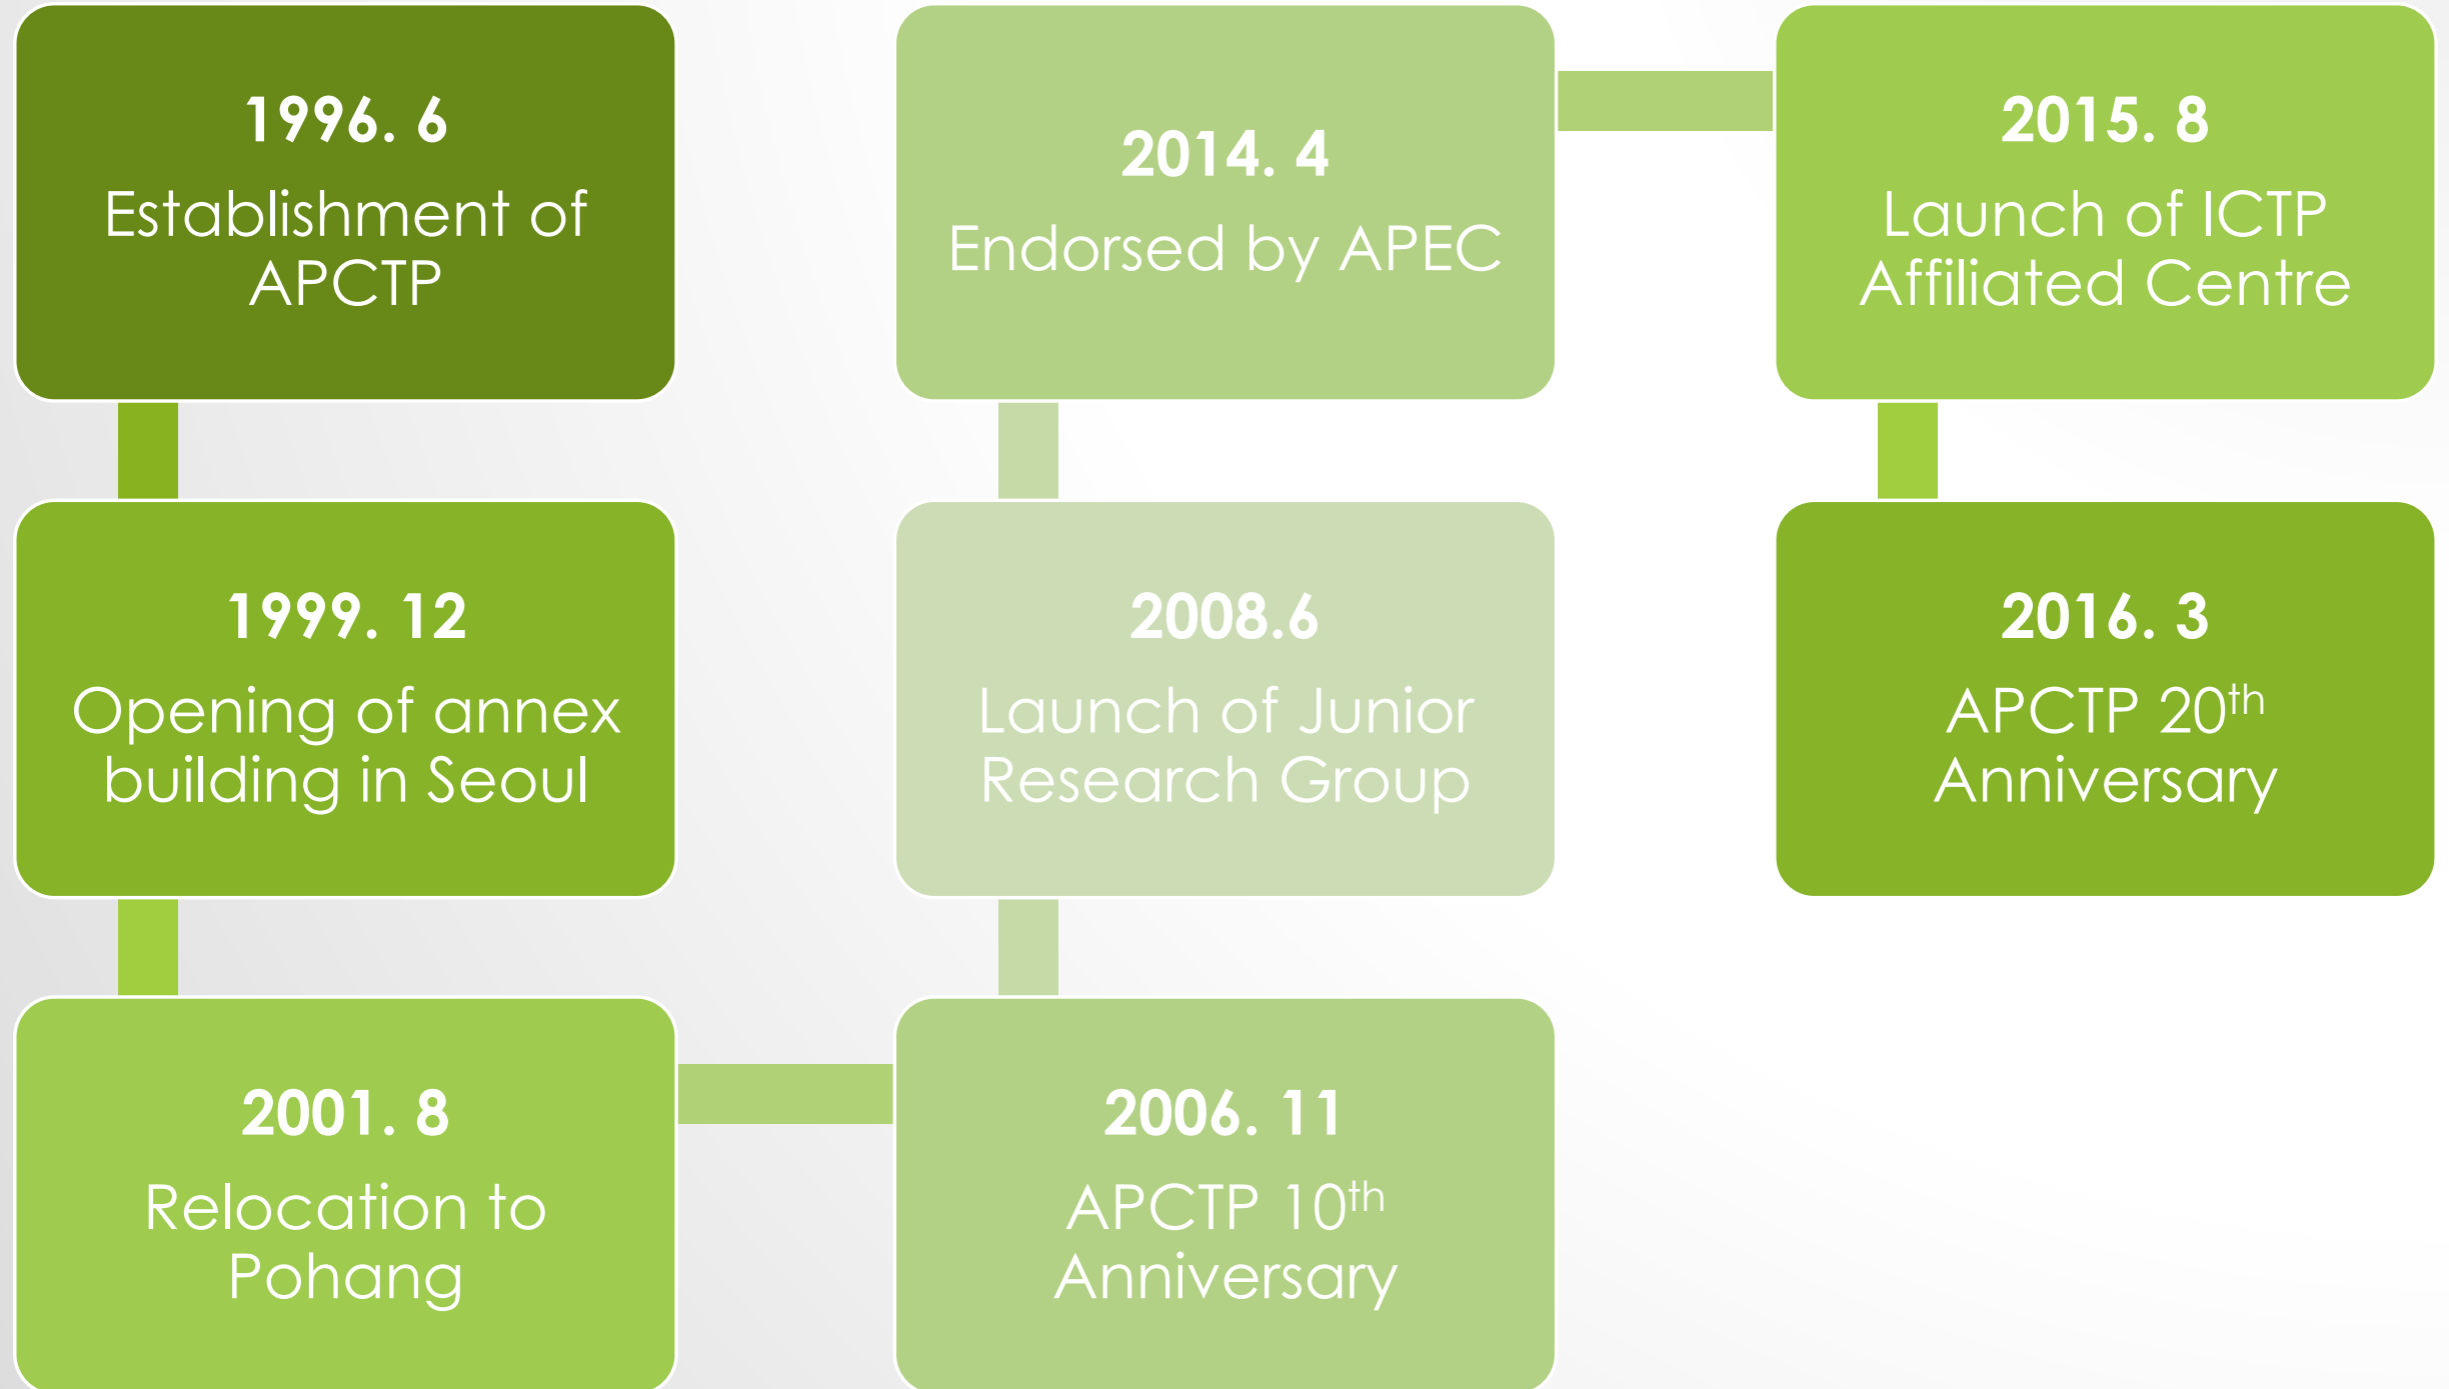 1996. 6
Establishment of
APCTP
1999. 12
Opening of annex
building in Seoul
2001. 8
Relocation to
Pohang
2006. 11
APCTP 10th
Anniversary
2008.6
Launch of Junior
Research Group
2014. 4
Endorsed by APEC
2015. 8
Launch of ICTP
Affiliated Centre
2016. 3
APCTP 20th
Anniversary